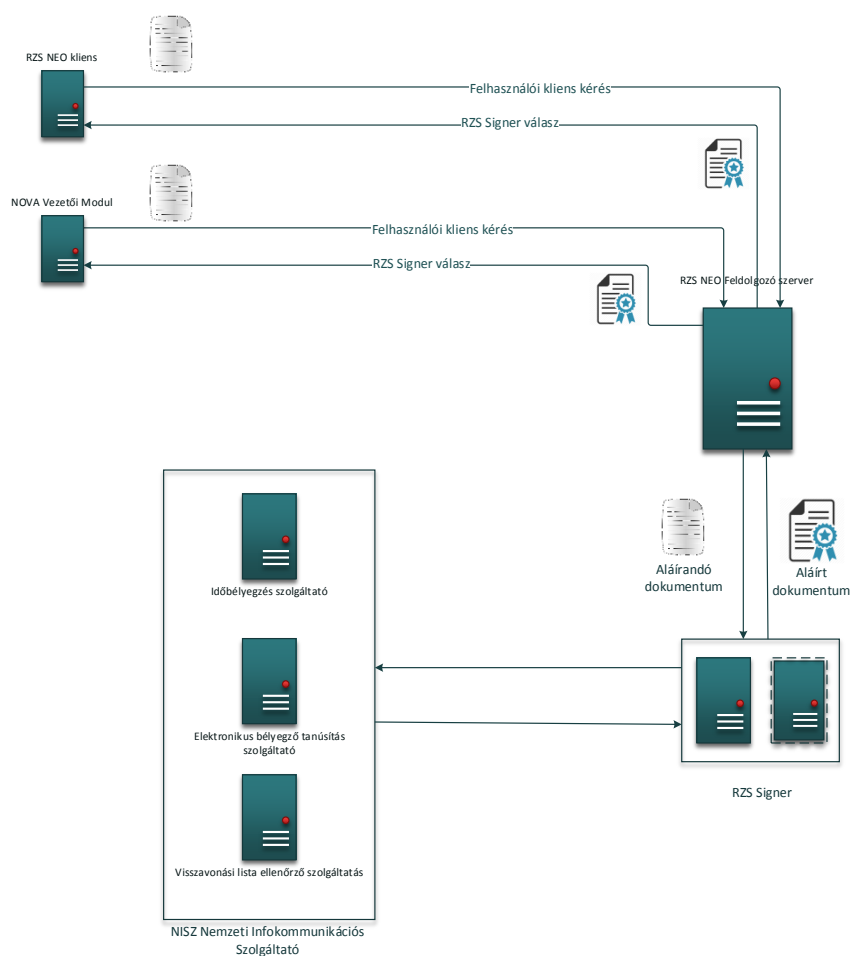 RZS NEO kliens
Felhasználói kliens kérés
RZS Signer válasz
NOVA Vezetői Modul
Felhasználói kliens kérés
RZS Signer válasz
RZS NEO Feldolgozó szerver
Aláírandó
dokumentum
Aláírt
dokumentum
Időbélyegzés szolgáltató
Elektronikus bélyegző tanúsítás
szolgáltató
RZS Signer
Visszavonási lista ellenőrző szolgáltatás
NISZ Nemzeti Infokommunikációs
Szolgáltató